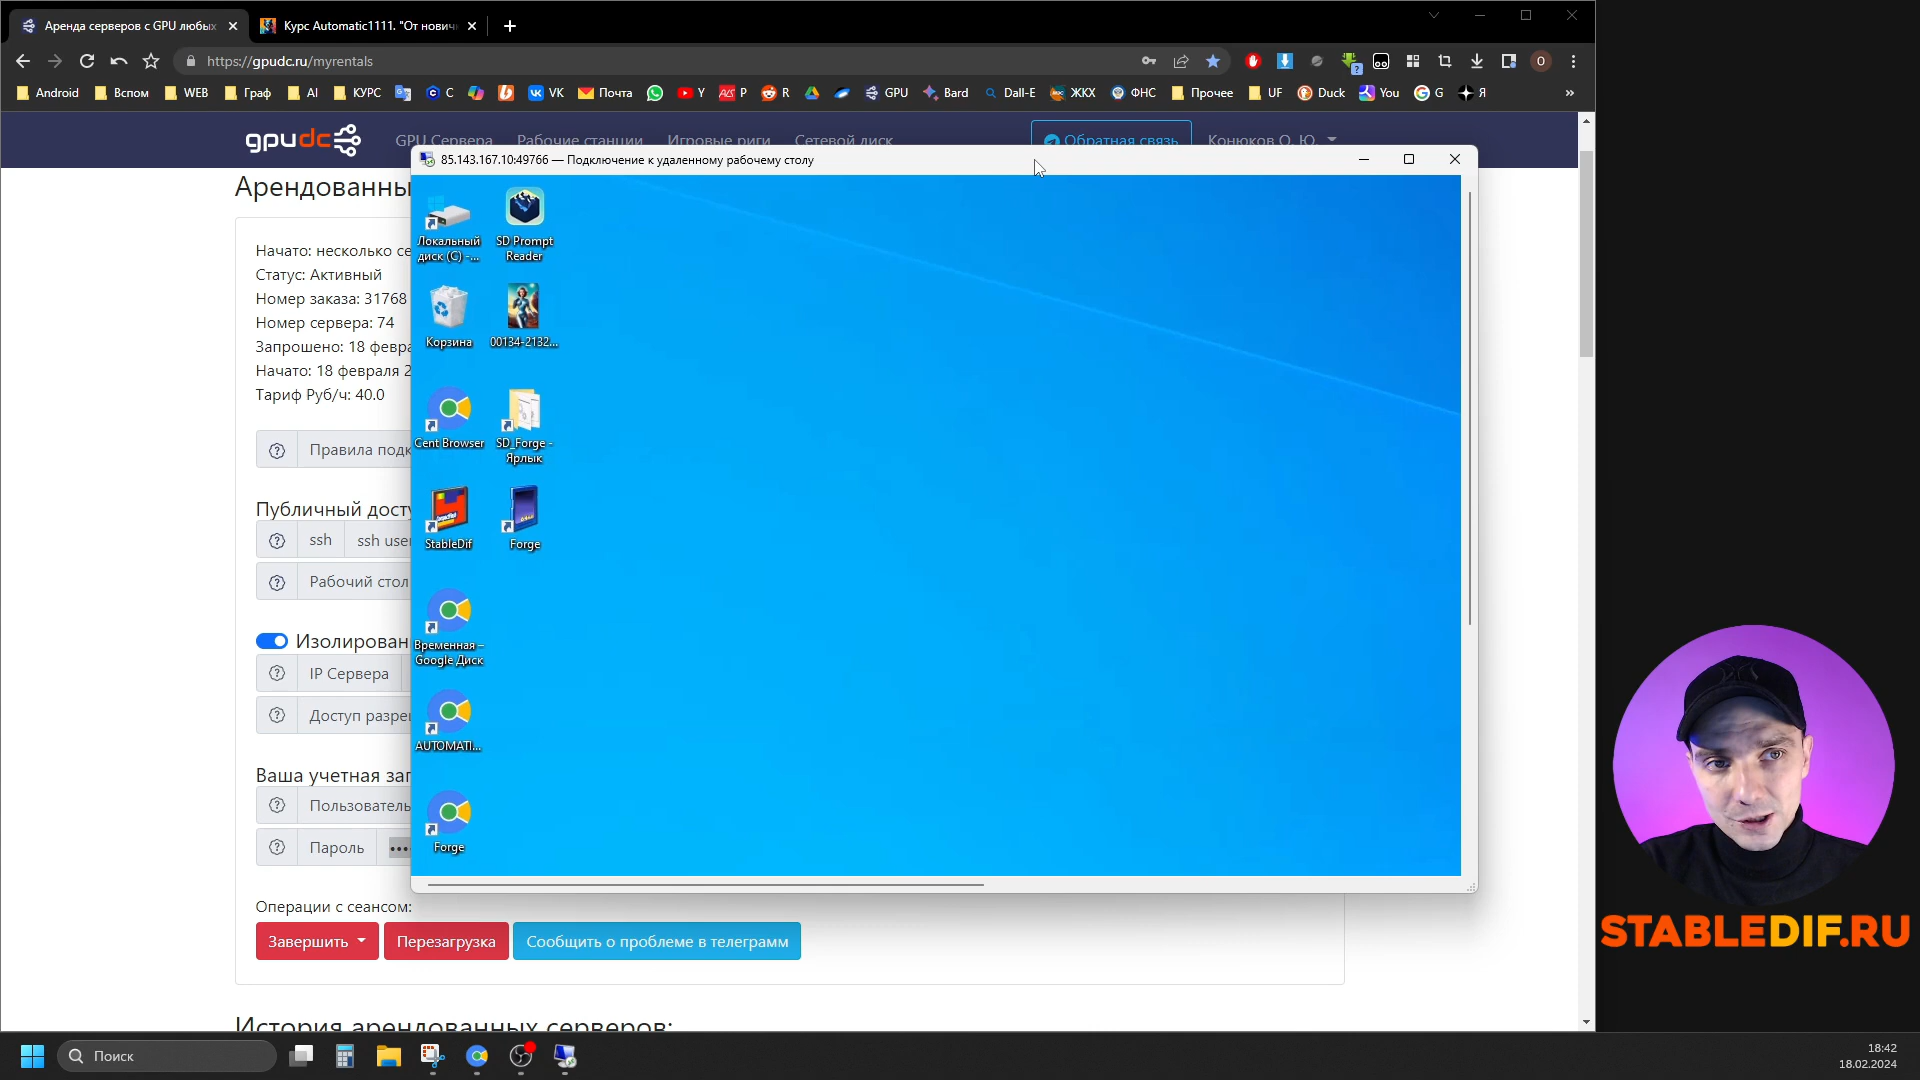 Аренда серверов с GPU любых
Курс Automatic1111. "От нович
https://gpudc.ru/myrentals
Android
Вспом
WEB
Граф
AI
КУРС
C
VK
Почта
Y
P
R
GPU
Bard
Dall-E
ЖКХ
ФНС
Прочее
UF
Duck
You
G
Я
»
gpudc
GPU Сервера
Рабочие станции
Игровые риги
Сетевой диск
Обратная связь
Конюков О. Ю.
85.143.167.10:49766 — Подключение к удаленному рабочему столу
Арендованны
Начато: несколько се
Статус: Активный
Номер заказа: 31768
Номер сервера: 74
Запрошено: 18 февра
Начато: 18 февраля 2
Тариф Руб/ч: 40.0
Правила подк
Публичный досту
ssh
ssh user
Рабочий стол
Изолирован
IP Сервера
Доступ разреш
Ваша учетная зап
Пользователь
Пароль
Операции с сеансом:
Завершить
Перезагрузка
Сообщить о проблеме в телеграмм
История арендованных серверов:
Локальный
диск (C) -...
SD Prompt
Reader
Корзина
00134-2132...
Cent Browser
SD_Forge -
Ярлык
StableDif
Forge
Временная –
Google Диск
AUTOMATI...
Forge
STABLEDIF.RU
Поиск
18:42
18.02.2024